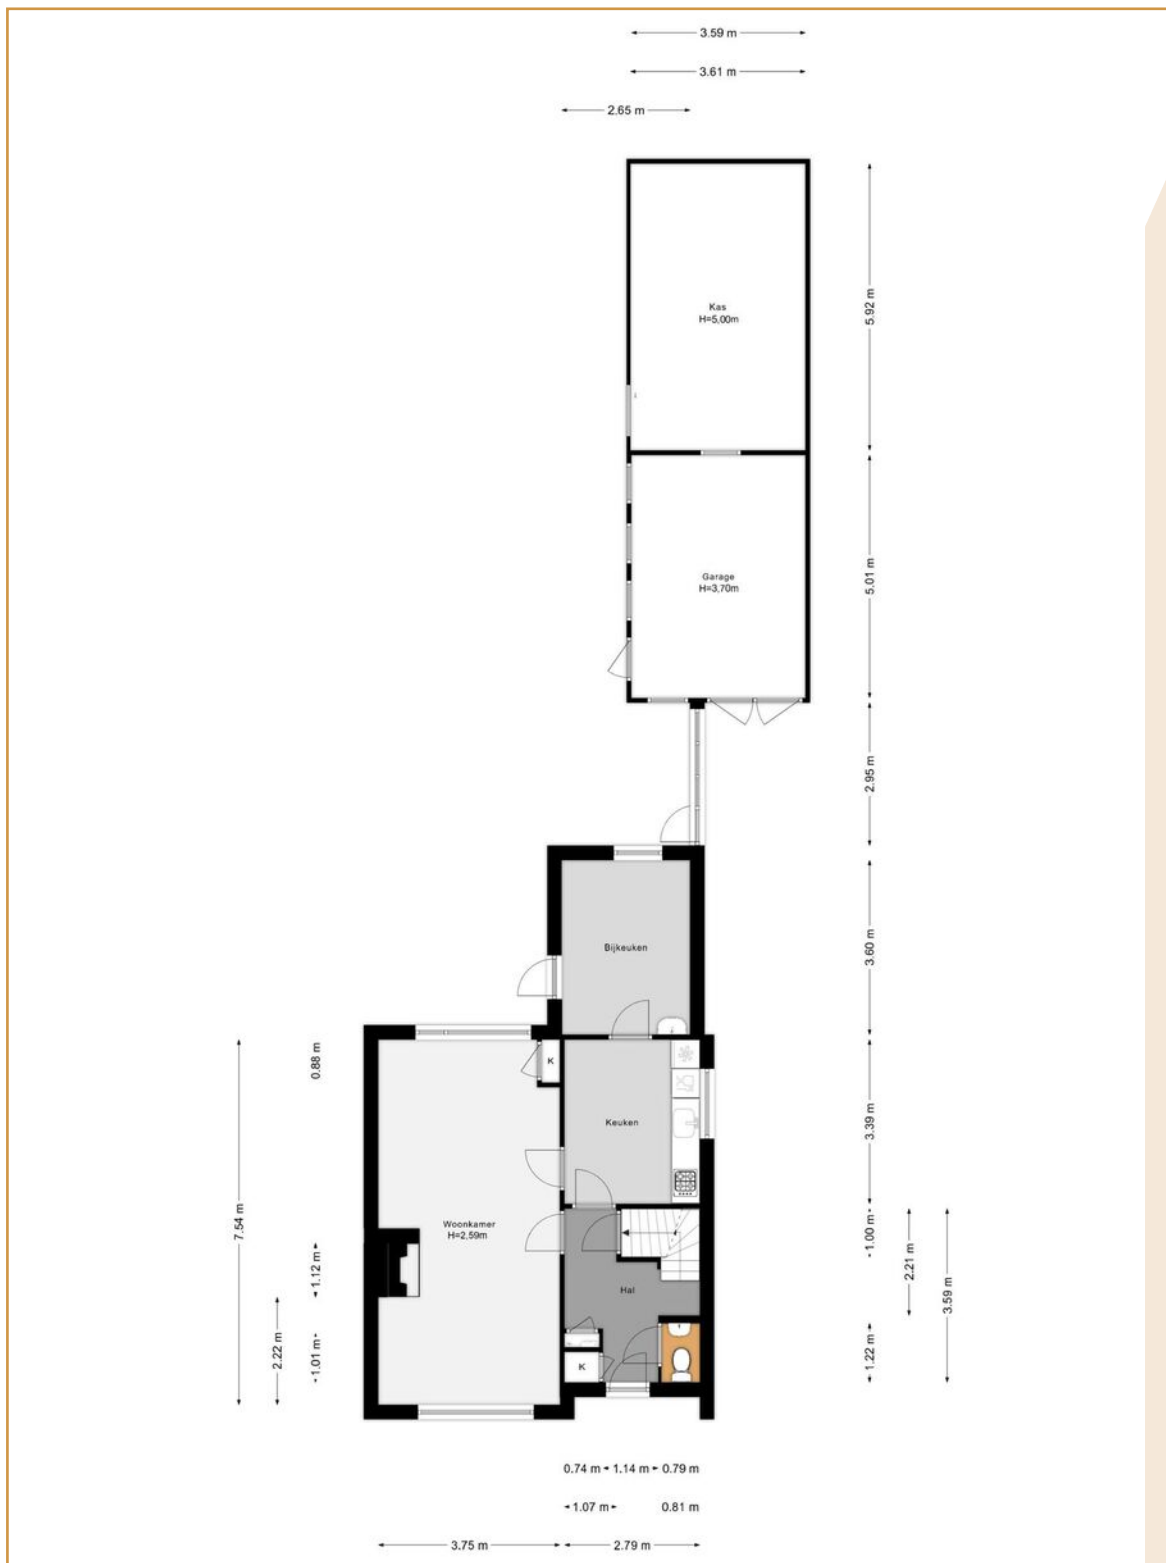 3.59 m
3.61 m
2.65 m
Kas
H=5,00m
5.92 m
Garage
H=3,70m
5.01 m
2.95 m
Bijkeuken
3.60 m
0.88 m
K
Keuken
3.39 m
7.54 m
Woonkamer
H=2,59m
1.00 m
2.21 m
3.59 m
1.12 m
Hal
2.22 m
1.01 m
K
1.22 m
0.74 m 1.14 m 0.79 m
1.07 m 0.81 m
3.75 m 2.79 m